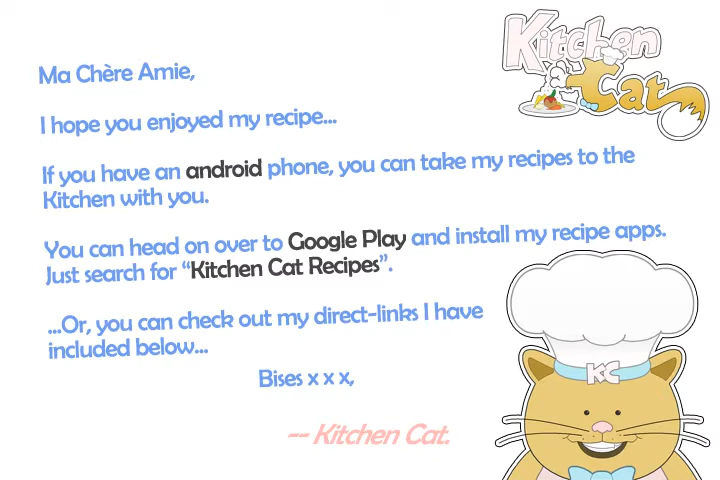 Kitchen
Cat
Ma Chère Amie,
I hope you enjoyed my recipe...
If you have an android phone, you can take my recipes to the
Kitchen with you.
You can head on over to Google Play and install my recipe apps.
Just search for “Kitchen Cat Recipes”.
...Or, you can check out my direct-links I have
included below...
Bises x x x,
-- Kitchen Cat.
KC